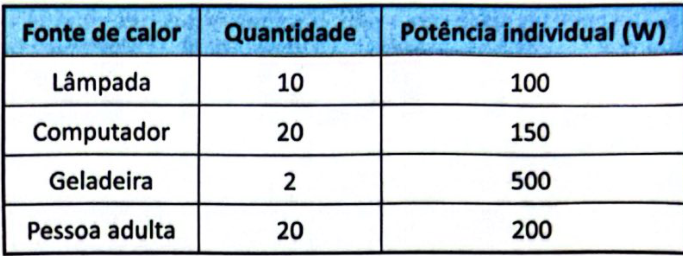 Fonte de calor Quantidade Potência individual (W)
Lâmpada 10 100
Computador 20 150
Geladeira 2 500
Pessoa adulta 20 200